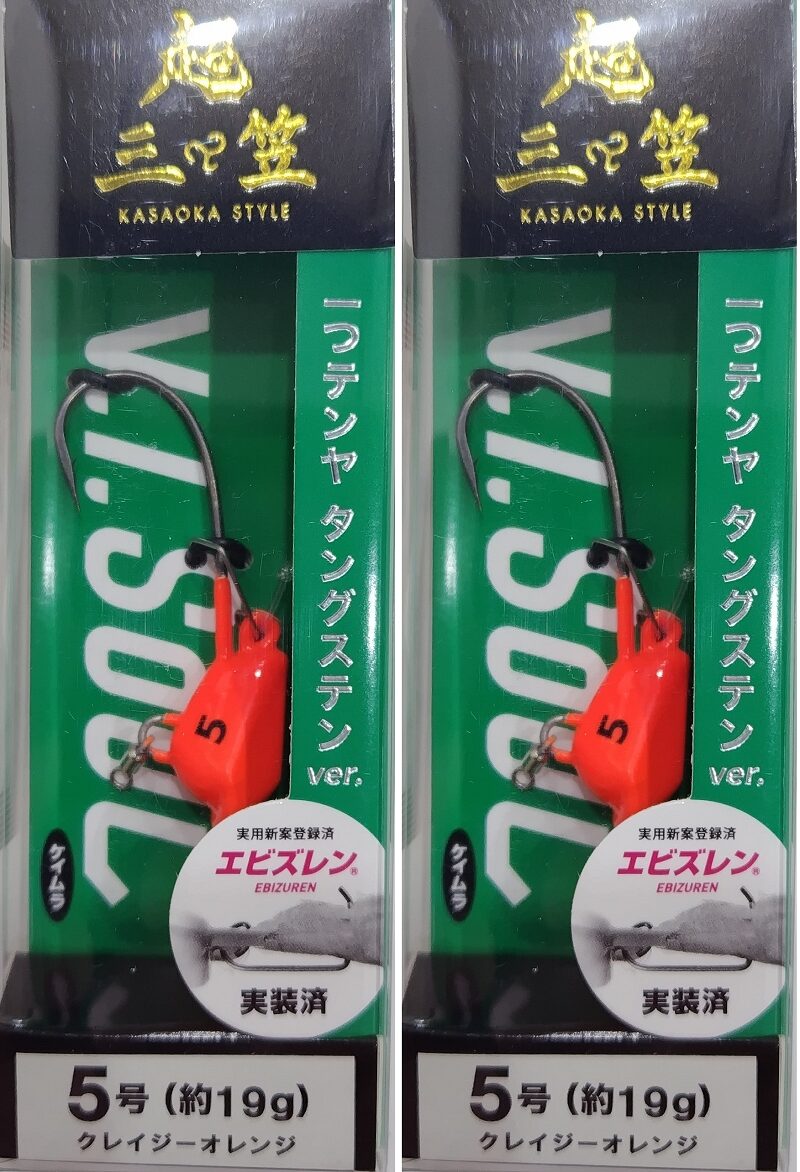 三つ笠
KASAOKA STYLE
一つテンヤ タングステン ver.
V.I.Soul
5
ケイムラ
実用新案登録済
エビズレン®
EBIZUREN
実装済
5号(約19g)
クレイジーオレンジ
三つ笠
KASAOKA STYLE
一つテンヤ タングステン ver.
V.I.Soul
5
ケイムラ
実用新案登録済
エビズレン®
EBIZUREN
実装済
5号(約19g)
クレイジーオレンジ